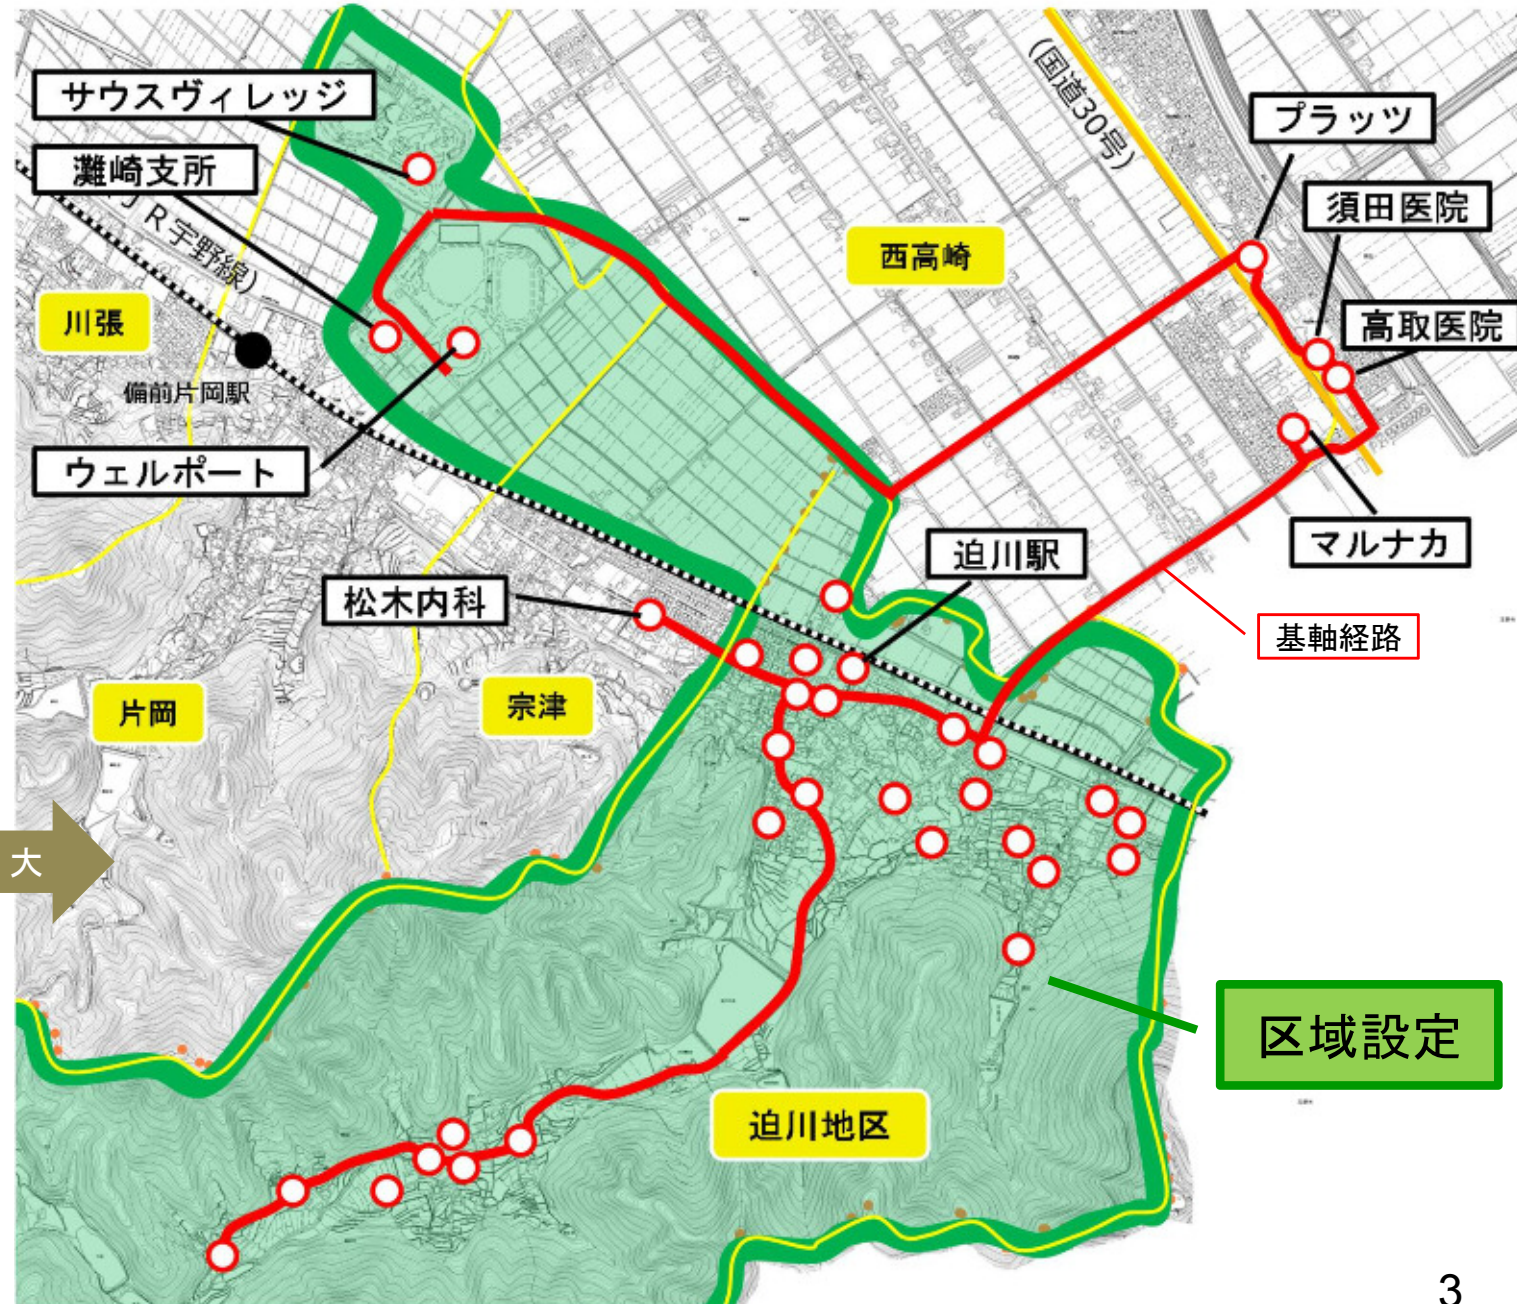 サウスヴィレッジ
灘崎支所
(JR宇野線)
川張
備前片岡駅
ウェルポート
(国道30号)
プラッツ
須田医院
高取医院
西高崎
マルナカ
迫川駅
松木内科
基軸経路
片岡
宗津
大
区域設定
迫川地区
3